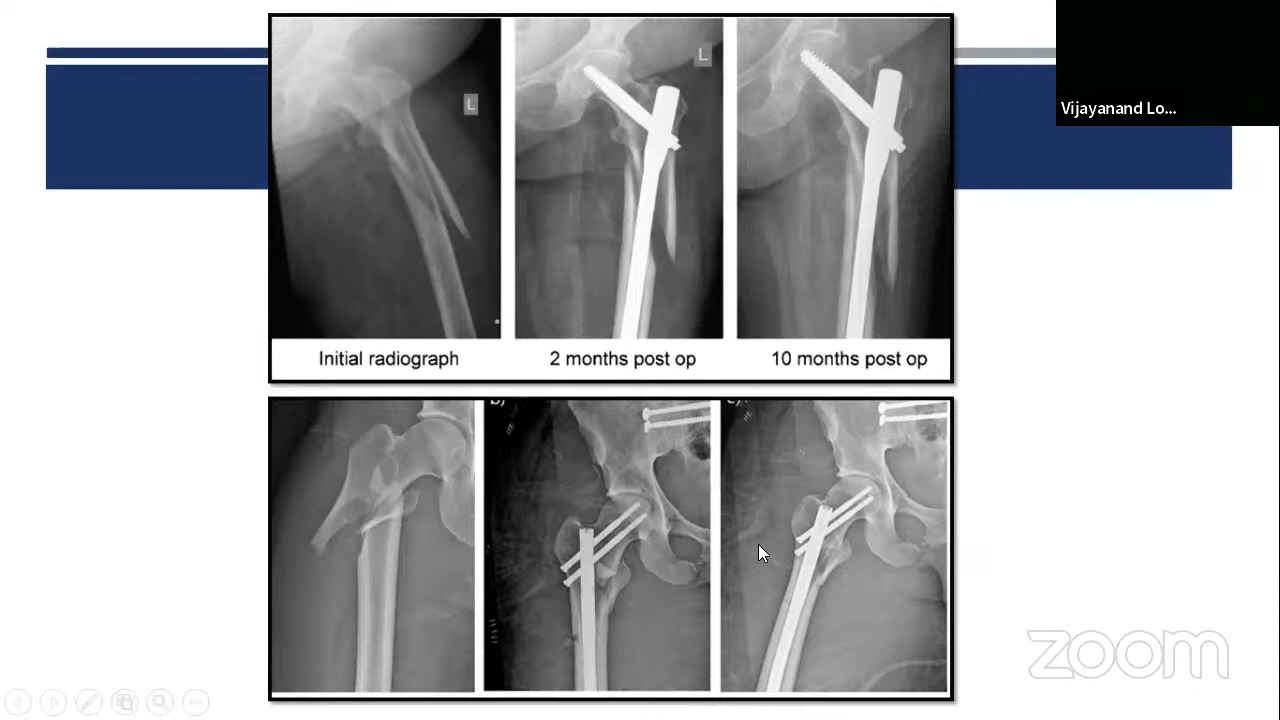 L
L
Vijayanand Lo...
Initial radiograph
2 months post op
10 months post op
zoom